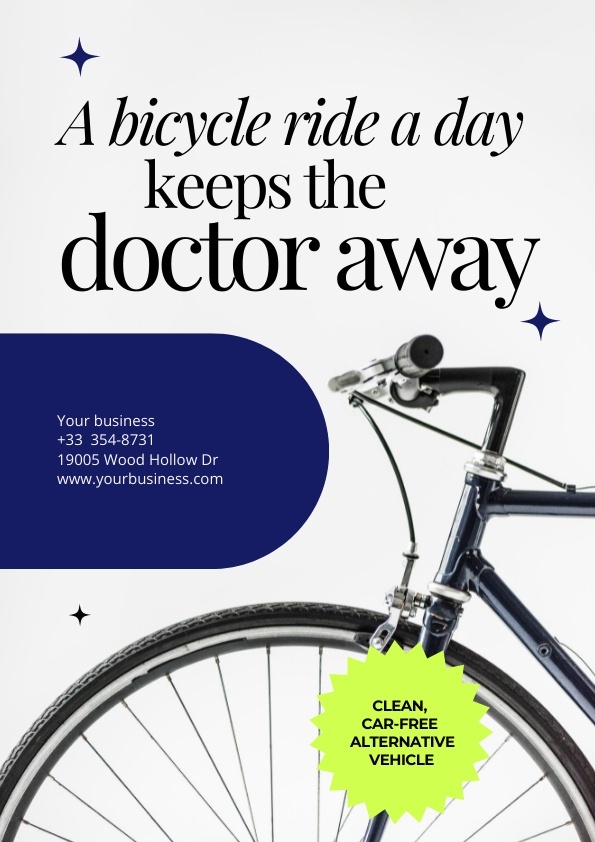 A bicycle ride a day
keeps the
doctor away
Your business
+33  354-8731
19005 Wood Hollow Dr
www.yourbusiness.com
CLEAN,
CAR-FREE
ALTERNATIVE
VEHICLE